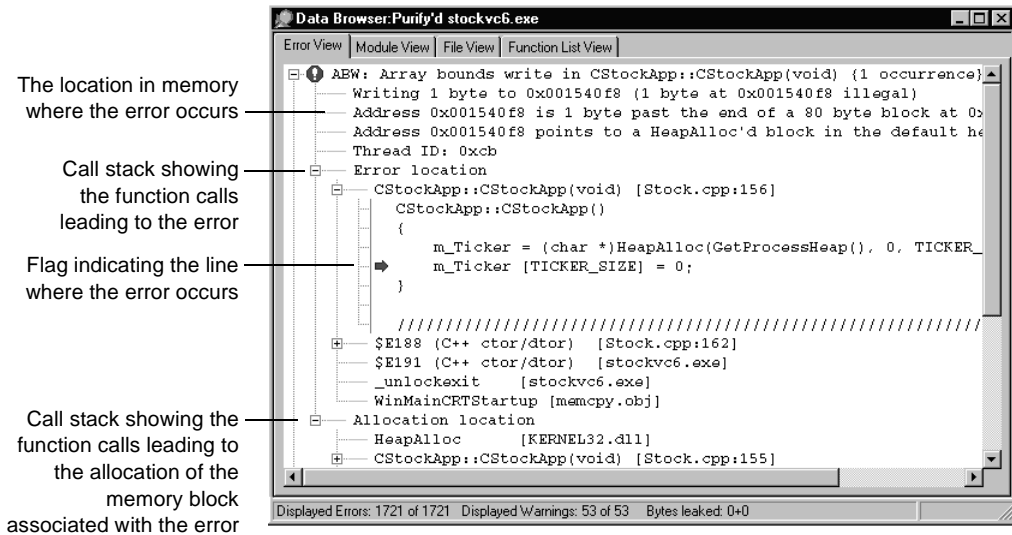 Data Browser:Purify'd stockvc6.exe
Error View Module View File View Function List View
ABW: Array bounds write in CStockApp::CStockApp(void) {1 occurrence}
Writing 1 byte to 0x001540f8 (1 byte at 0x001540f8 illegal)
Address 0x001540f8 is 1 byte past the end of a 80 byte block at 0x
Address 0x001540f8 points to a HeapAlloc'd block in the default he
Thread ID: 0xcb
Error location
CStockApp::CStockApp(void) [Stock.cpp:156]
CStockApp::CStockApp()
{
m_Ticker = (char *)HeapAlloc(GetProcessHeap(), 0, TICKER_
m_Ticker [TICKER_SIZE] = 0;
}
/////////////////////////////////////////////////////////////
$E188 (C++ ctor/dtor) [Stock.cpp:162]
$E191 (C++ ctor/dtor) [stockvc6.exe]
_unlockexit [stockvc6.exe]
WinMainCRTStartup [memcpy.obj]
Allocation location
HeapAlloc [KERNEL32.dll]
CStockApp::CStockApp(void) [Stock.cpp:155]
Displayed Errors: 1721 of 1721 Displayed Warnings: 53 of 53 Bytes leaked: 0+0
The location in memory
where the error occurs
Call stack showing
the function calls
leading to the error
Flag indicating the line
where the error occurs
Call stack showing the
function calls leading to
the allocation of the
memory block
associated with the error